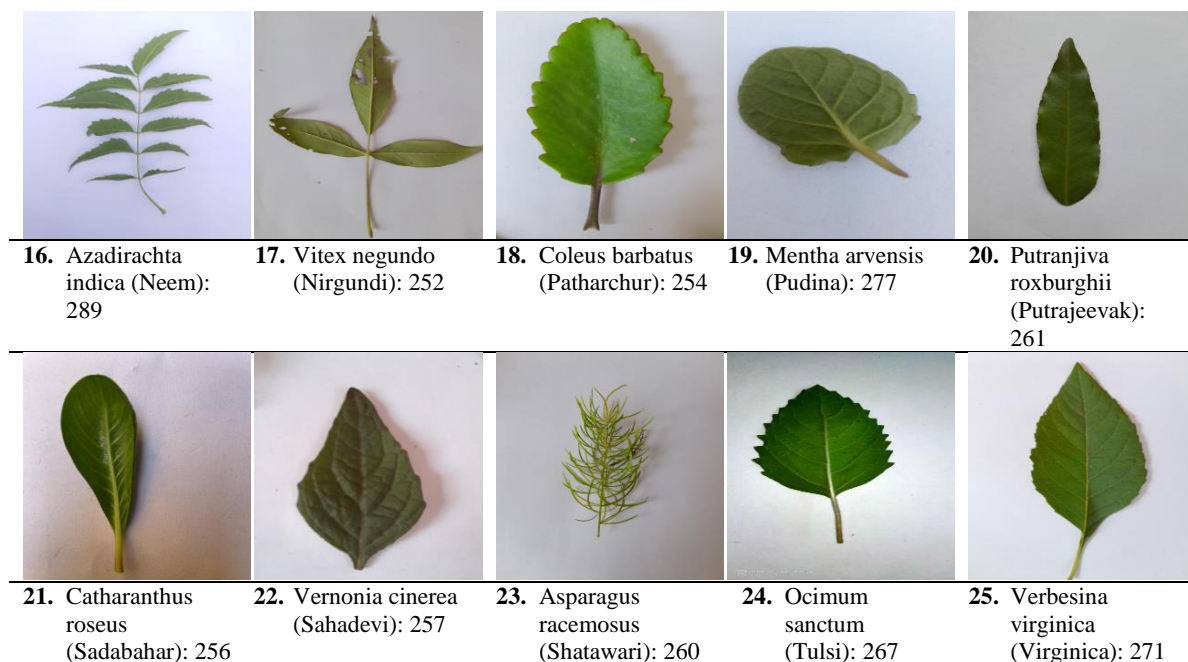 16. Azadirachta
indica (Neem):
289
17. Vitex negundo
(Nirgundi): 252
18. Coleus barbatus
(Patharchur): 254
19. Mentha arvensis
(Pudina): 277
20. Putranjiva
roxburghii
(Putrajeevak):
261
21. Catharanthus
roseus
(Sadabahar): 256
22. Vernonia cinerea
(Sahadevi): 257
23. Asparagus
racemosus
(Shatawari): 260
24. Ocimum
sanctum
(Tulsi): 267
25. Verbesina
virginica
(Virginica): 271